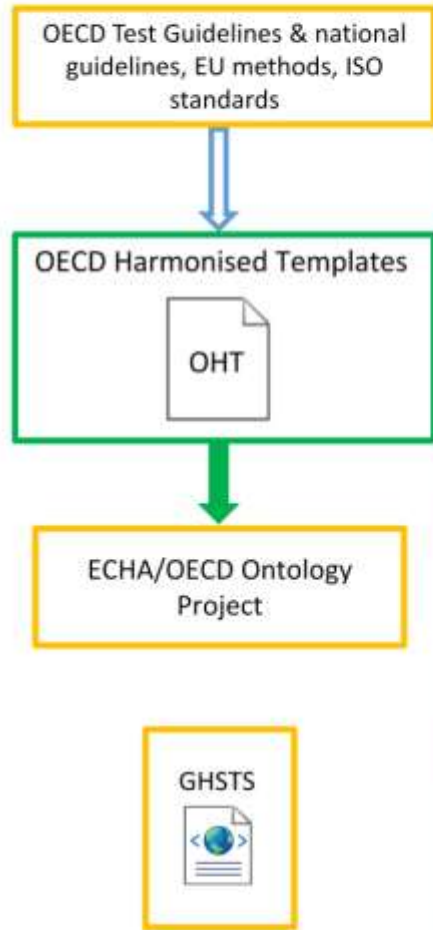 OECD Test Guidelines & national
guidelines, EU methods, ISO
standards
OECD Harmonised Templates
OHT
ECHA/OECD Ontology
Project
GHSTS
< >